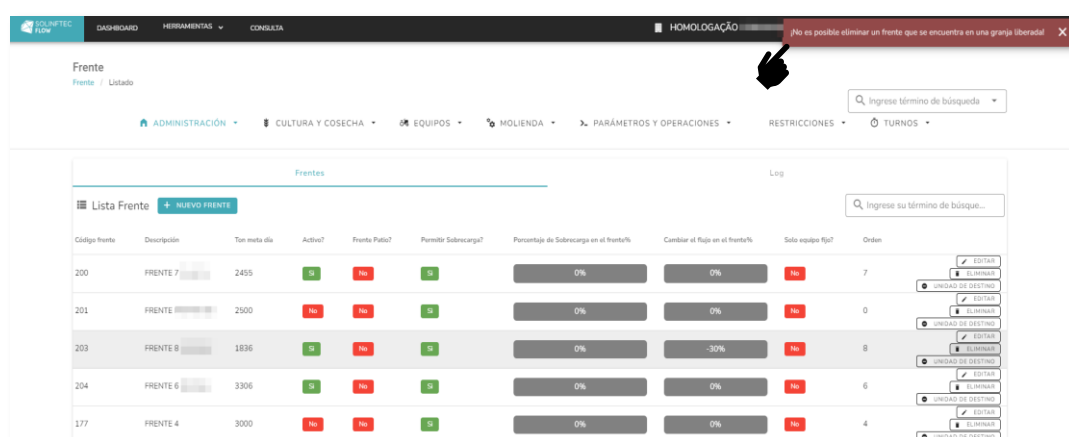 SOLINFTEC FLOW DASHBOARD HERRAMIENTAS CONSULTA HOMOLOGAÇÃO ¡No es posible eliminar un frente que se encuentra en una granja liberada! X
Frente
Frente / Listado
Ingrese término de búsqueda
ADMINISTRACIÓN CULTURA Y COSECHA EQUIPOS MOLIENDA PARÁMETROS Y OPERACIONES RESTRICCIONES TURNOS
Frentes Log
Lista Frente + NUEVO FRENTE Ingrese su término de búsque...
Código frente Descripción Ton meta día Activo? Frente Patio? Permitir Sobrecarga? Porcentaje de Sobrecarga en el frente% Cambiar el flujo en el frente% Solo equipo fijo? Orden
EDITAR
200 FRENTE 7 2455 Si No Si 0% 0% No 7 ELIMINAR
UNIDAD DE DESTINO
EDITAR
201 FRENTE 2500 No No Si 0% 0% No 0 ELIMINAR
UNIDAD DE DESTINO
EDITAR
203 FRENTE 8 1836 Si No Si 0% -30% No 8 ELIMINAR
UNIDAD DE DESTINO
EDITAR
204 FRENTE 6 3306 Si No Si 0% 0% No 6 ELIMINAR
UNIDAD DE DESTINO
EDITAR
177 FRENTE 4 3000 No No Si 0% 0% No 4 ELIMINAR
UNIDAD DE DESTINO